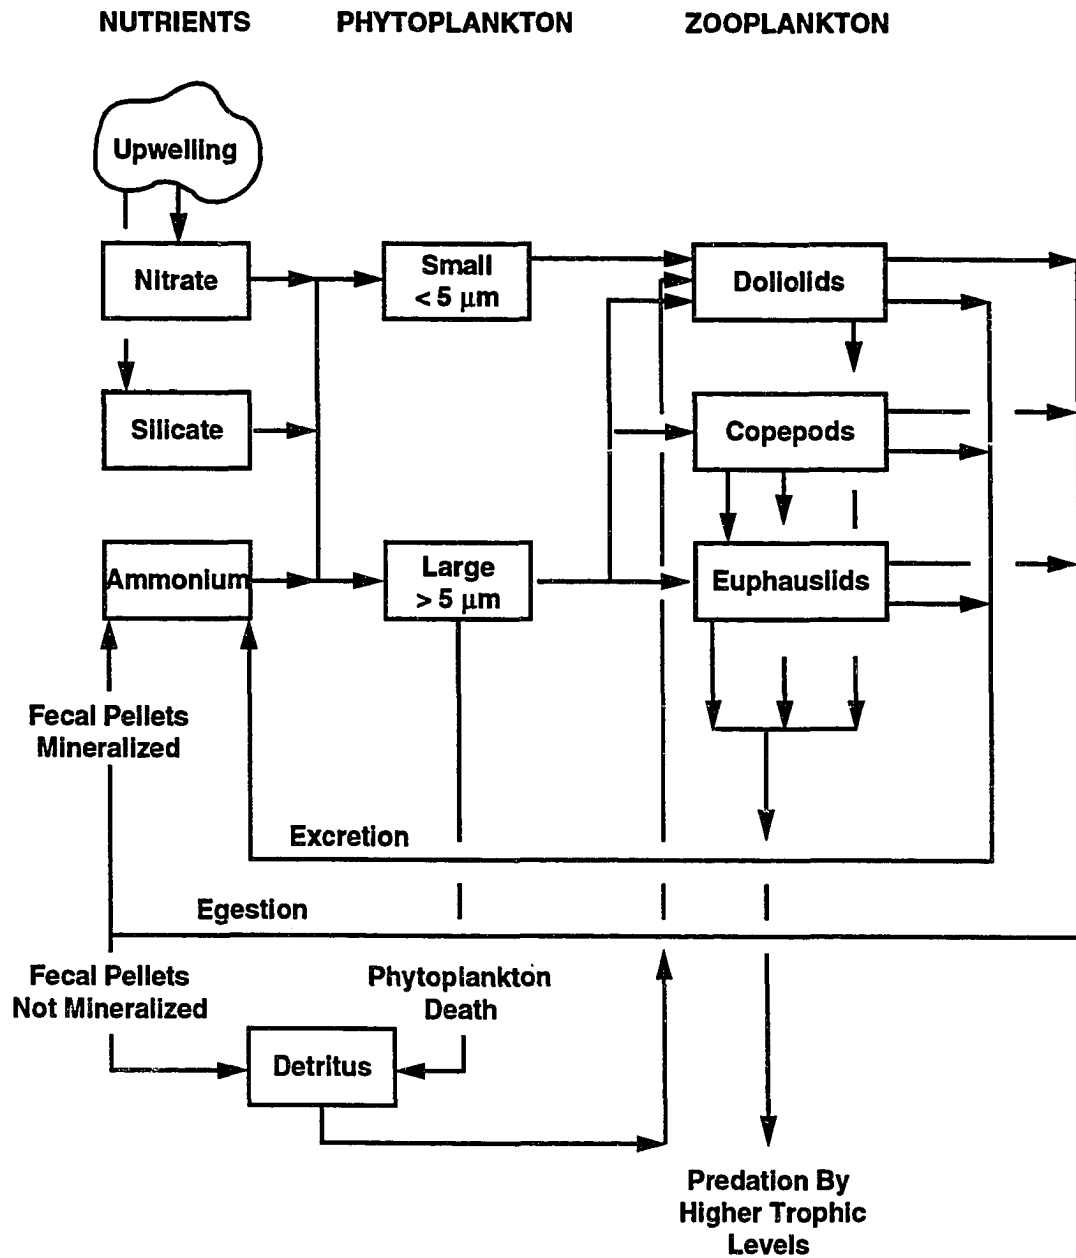 NUTRIENTS PHYTOPLANKTON ZOOPLANKTON
Upwelling
Nitrate
Small
< 5 μm
Doliolids
Silicate
Copepods
Ammonium
Large
> 5 μm
Euphausiids
Fecal Pellets
Mineralized
Excretion
Egestion
Fecal Pellets
Not Mineralized
Phytoplankton
Death
Detritus
Predation By
Higher Trophic
Levels